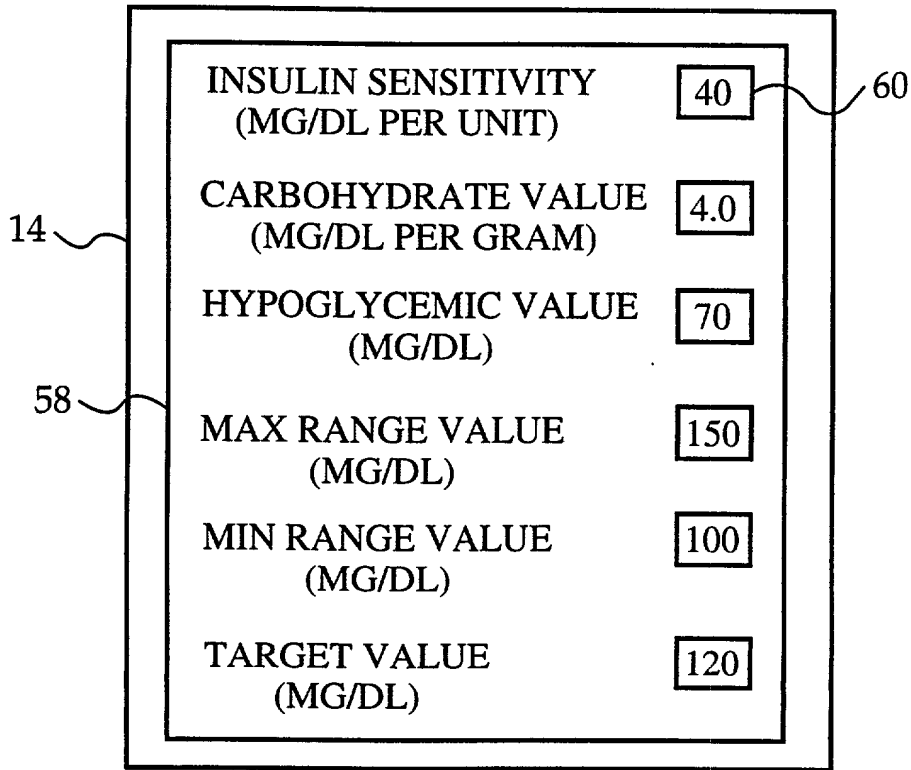 INSULIN SENSITIVITY 40 60
(MG/DL PER UNIT)
CARBOHYDRATE VALUE 4.0
14 (MG/DL PER GRAM)
HYPOGLYCEMIC VALUE 70
(MG/DL)
58
MAX RANGE VALUE 150
(MG/DL)
MIN RANGE VALUE 100
(MG/DL)
TARGET VALUE 120
(MG/DL)